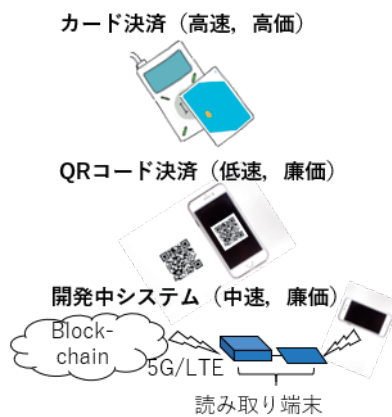 カード決済（高速，高価）
QRコード決済（低速，廉価）
開発中システム（中速，廉価）
Block-
chain
5G/LTE
読み取り端末